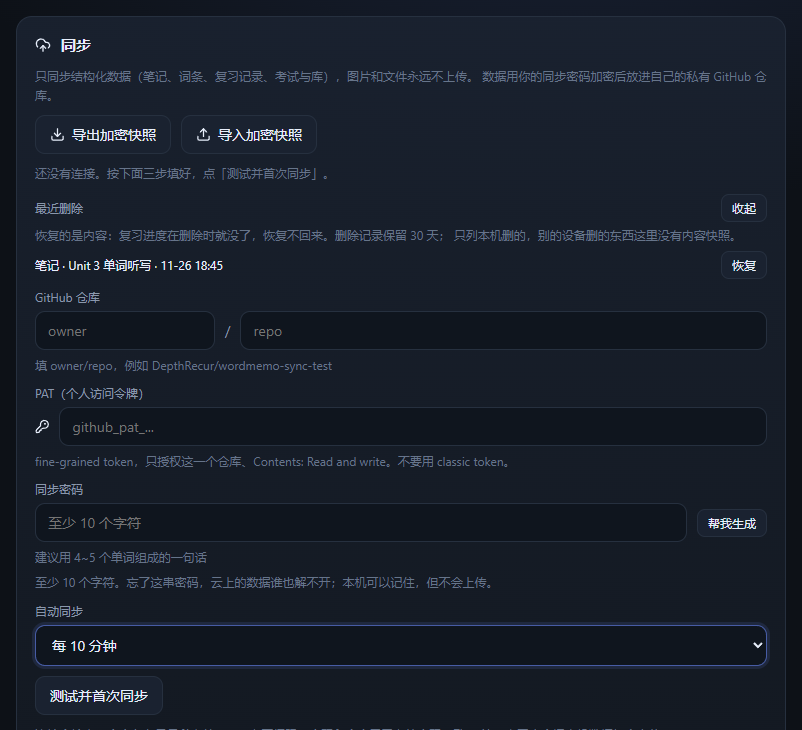 同步
只同步结构化数据（笔记、词条、复习记录、考试与库），图片和文件永远不上传。 数据用你的同步密码加密后放进自己的私有 GitHub 仓
库。
导出加密快照 导入加密快照
还没有连接。按下面三步填好，点「测试并首次同步」。
最近删除 收起
恢复的是内容：复习进度在删除时就没了，恢复不回来。删除记录保留 30 天； 只列本机删的，别的设备删的东西这里没有内容快照。
笔记 · Unit 3 单词听写 · 11-26 18:45 恢复
GitHub 仓库
owner / repo
填 owner/repo，例如 DepthRecur/wordmemo-sync-test
PAT（个人访问令牌）
github_pat_...
fine-grained token，只授权这一个仓库、Contents: Read and write。不要用 classic token。
同步密码
至少 10 个字符 帮我生成
建议用 4~5 个单词组成的一句话
至少 10 个字符。忘了这串密码，云上的数据谁也解不开；本机可以记住，但不会上传。
自动同步
每 10 分钟
测试并首次同步